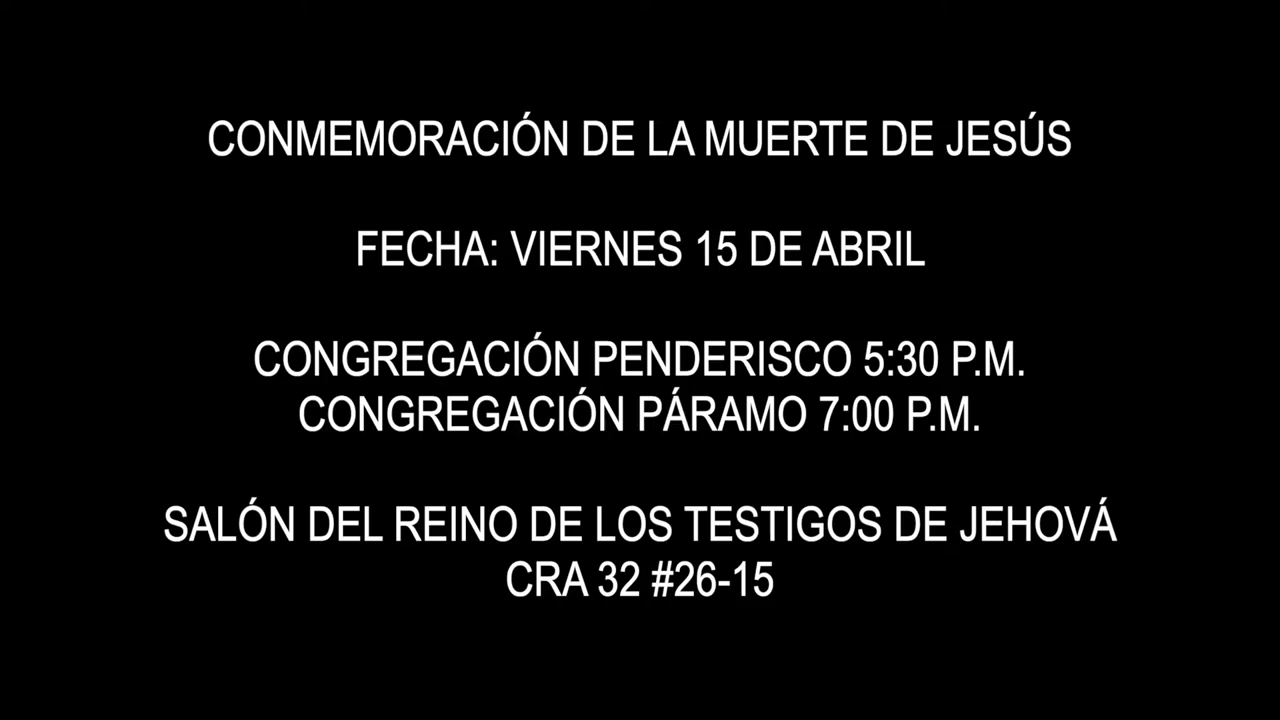 CONMEMORACIÓN DE LA MUERTE DE JESÚS
FECHA: VIERNES 15 DE ABRIL
CONGREGACIÓN PENDERISCO 5:30 P.M.
CONGREGACIÓN PÁRAMO 7:00 P.M.
SALÓN DEL REINO DE LOS TESTIGOS DE JEHOVÁ
CRA 32 #26-15